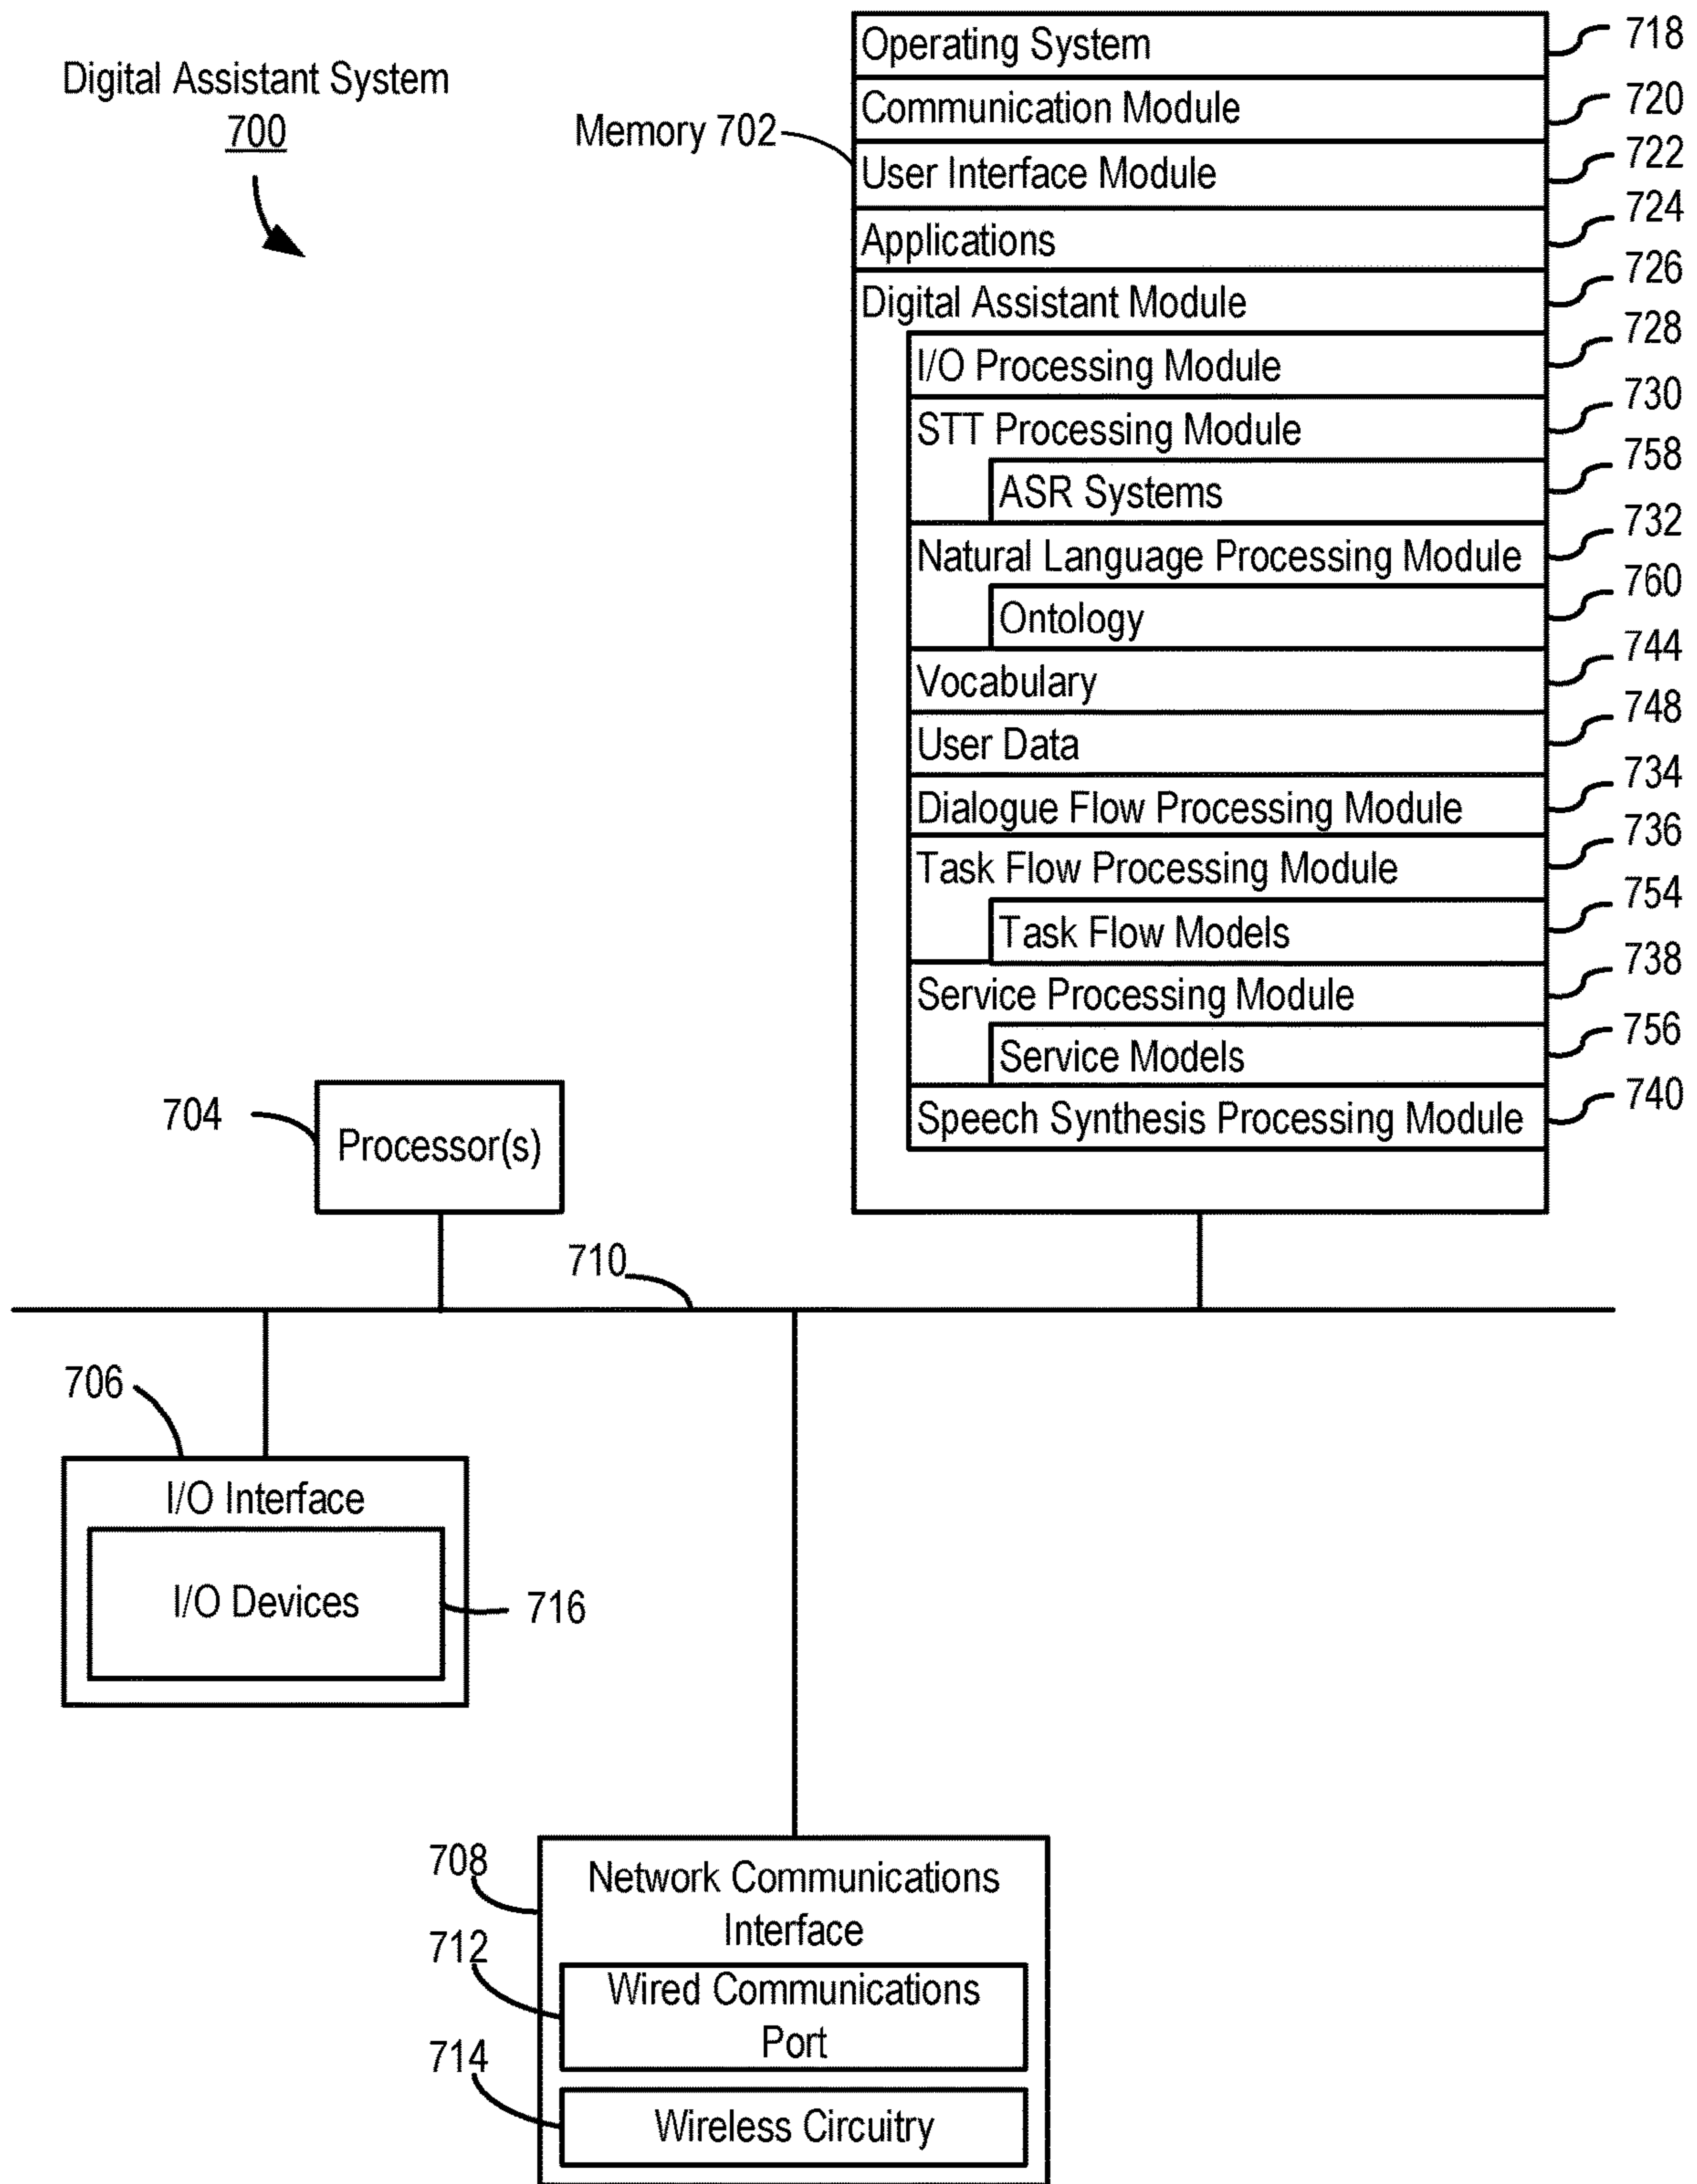 Digital Assistant System
700
Memory 702
Operating System 718
Communication Module 720
User Interface Module 722
Applications 724
Digital Assistant Module 726
I/O Processing Module 728
STT Processing Module 730
ASR Systems 758
Natural Language Processing Module 732
Ontology 760
Vocabulary 744
User Data 748
Dialogue Flow Processing Module 734
Task Flow Processing Module 736
Task Flow Models 754
Service Processing Module 738
Service Models 756
Speech Synthesis Processing Module 740
704
Processor(s)
710
706
I/O Interface
I/O Devices
716
708
Network Communications
Interface
712
Wired Communications
Port
714
Wireless Circuitry